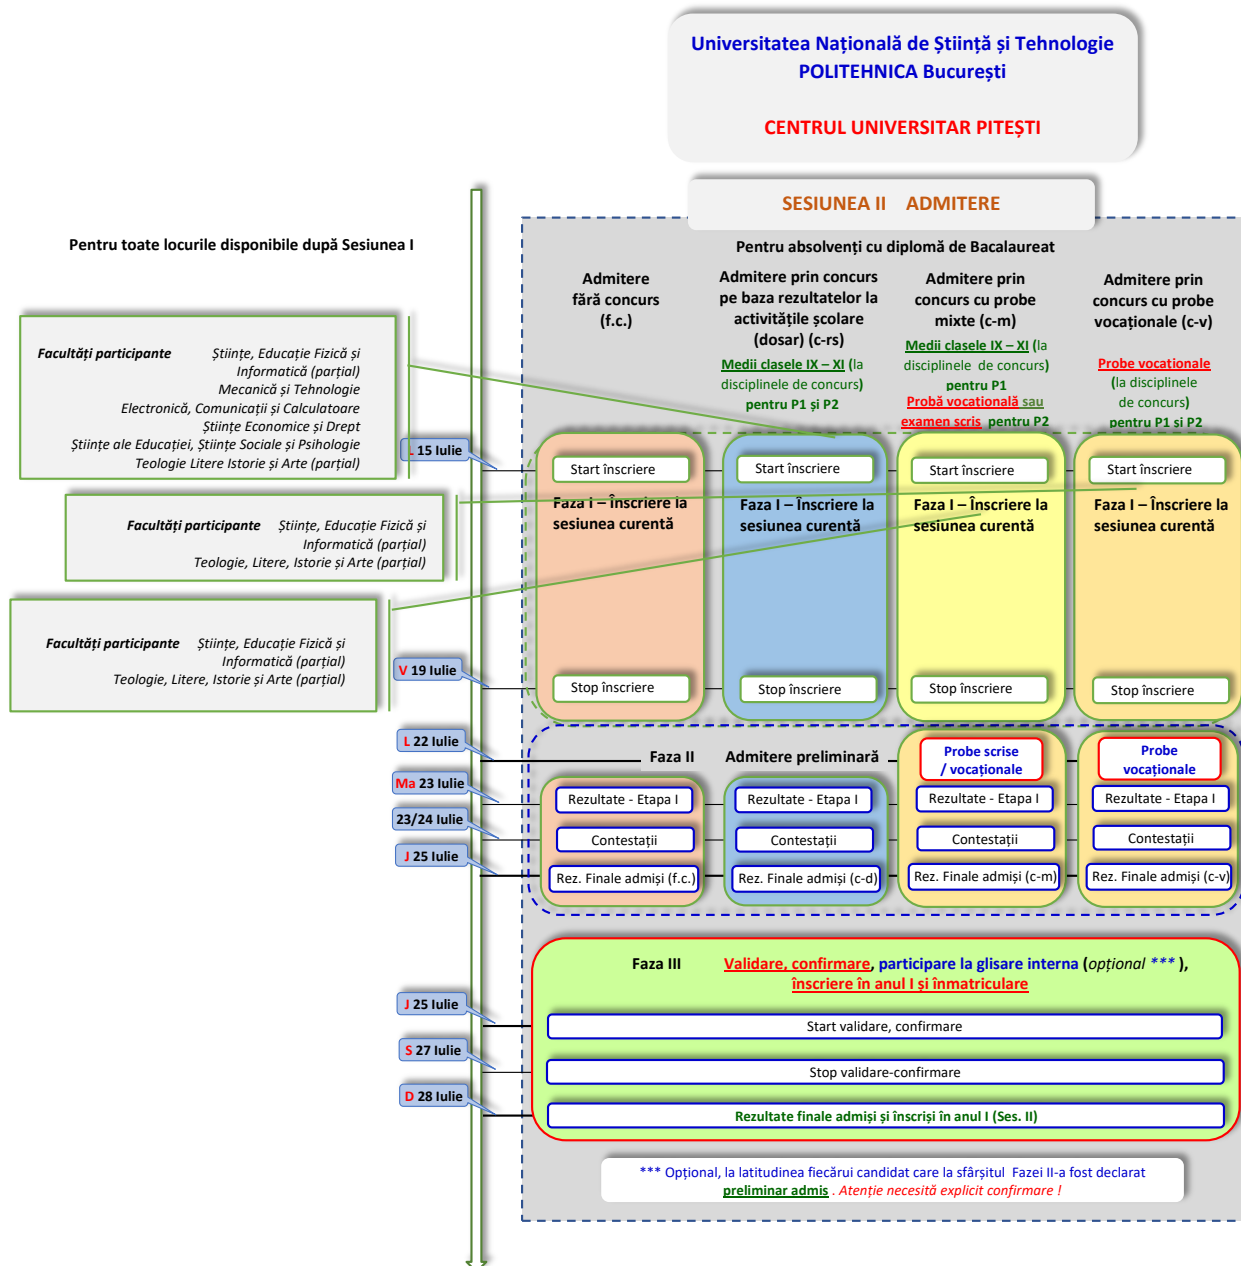 Universitatea Națională de Știință și Tehnologie
POLITEHNICA București
CENTRUL UNIVERSITAR PITEȘTI
SESIUNEA II ADMITERE
Pentru toate locurile disponibile după Sesiunea I
Pentru absolvenți cu diplomă de Bacalaureat
Admitere
fără concurs
(f.c.)
Admitere prin concurs
pe baza rezultatelor la
activitățile școlare
(dosar) (c-rs)
Medii clasele IX – XI (la
disciplinele de concurs)
pentru P1 și P2
Admitere prin
concurs cu probe
mixte (c-m)
Medii clasele IX – XI (la
disciplinele de concurs)
pentru P1
Probă vocațională sau
examen scris pentru P2
Admitere prin
concurs cu probe
vocaționale (c-v)
Probe vocationale
(la disciplinele
de concurs)
pentru P1 și P2
Facultăți participante Științe, Educație Fizică și
Informatică (parțial)
Mecanică și Tehnologie
Electronică, Comunicații și Calculatoare
Științe Economice și Drept
Științe ale Educației, Științe Sociale și Psihologie
Teologie Litere Istorie și Arte (parțial)
L 15 Iulie
Start înscriere
Start înscriere
Start înscriere
Start înscriere
Faza I – Înscriere la
sesiunea curentă
Faza I – Înscriere la
sesiunea curentă
Faza I – Înscriere la
sesiunea curentă
Faza I – Înscriere la
sesiunea curentă
Facultăți participante Științe, Educație Fizică și
Informatică (parțial)
Teologie, Litere, Istorie și Arte (parțial)
Facultăți participante Științe, Educație Fizică și
Informatică (parțial)
Teologie, Litere, Istorie și Arte (parțial)
V 19 Iulie
Stop înscriere
Stop înscriere
Stop înscriere
Stop înscriere
L 22 Iulie
Faza II Admitere preliminară
Probe scrise
/ vocaționale
Probe
vocaționale
Ma 23 Iulie
Rezultate - Etapa I
Rezultate - Etapa I
Rezultate - Etapa I
Rezultate - Etapa I
23/24 Iulie
Contestații
Contestații
Contestații
Contestații
J 25 Iulie
Rez. Finale admiși (f.c.)
Rez. Finale admiși (c-d)
Rez. Finale admiși (c-m)
Rez. Finale admiși (c-v)
Faza III Validare, confirmare, participare la glisare interna (opțional *** ),
înscriere în anul I și înmatriculare
J 25 Iulie
Start validare, confirmare
S 27 Iulie
Stop validare-confirmare
D 28 Iulie
Rezultate finale admiși și înscriși în anul I (Ses. II)
*** Opțional, la latitudinea fiecărui candidat care la sfârșitul Fazei II-a fost declarat
preliminar admis . Atenție necesită explicit confirmare !